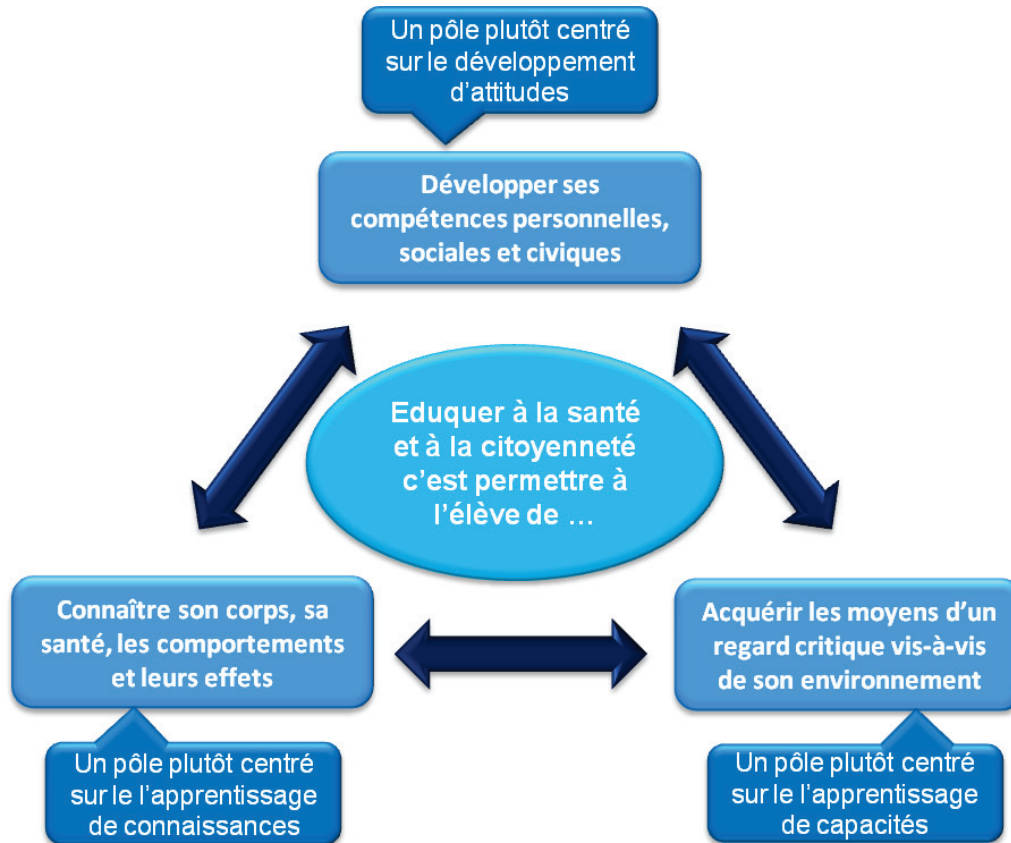 Un pôle plutôt centré
sur le développement
d'attitudes
Développer ses
compétences personnelles,
sociales et civiques
Eduquer à la santé
et à la citoyenneté
c'est permettre à
l'élève de ...
Connaître son corps, sa
santé, les comportements
et leurs effets
Acquérir les moyens d'un
regard critique vis-à-vis
de son environnement
Un pôle plutôt centré
sur le l'apprentissage
de connaissances
Un pôle plutôt centré
sur l'apprentissage
de capacités